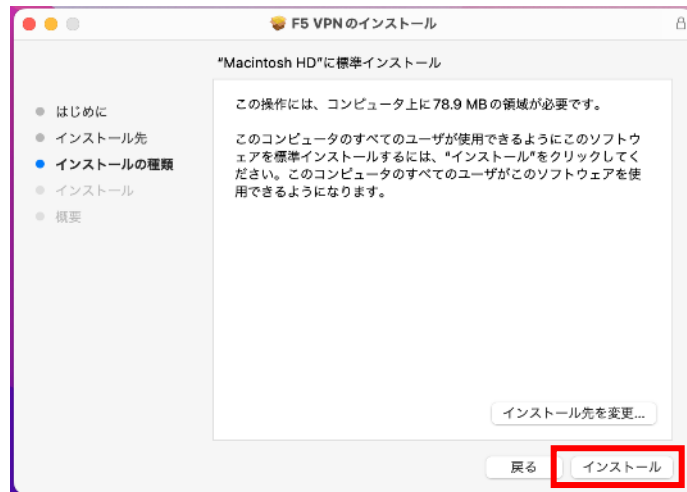 F5 VPNのインストール
"Macintosh HD"に標準インストール
はじめに
インストール先
インストールの種類
インストール
概要
この操作には、コンピュータ上に78.9 MBの領域が必要です。
このコンピュータのすべてのユーザが使用できるようにこのソフトウ
ェアを標準インストールするには、"インストール"をクリックしてく
ださい。このコンピュータのすべてのユーザがこのソフトウェアを使
用できるようになります。
インストール先を変更...
戻る
インストール